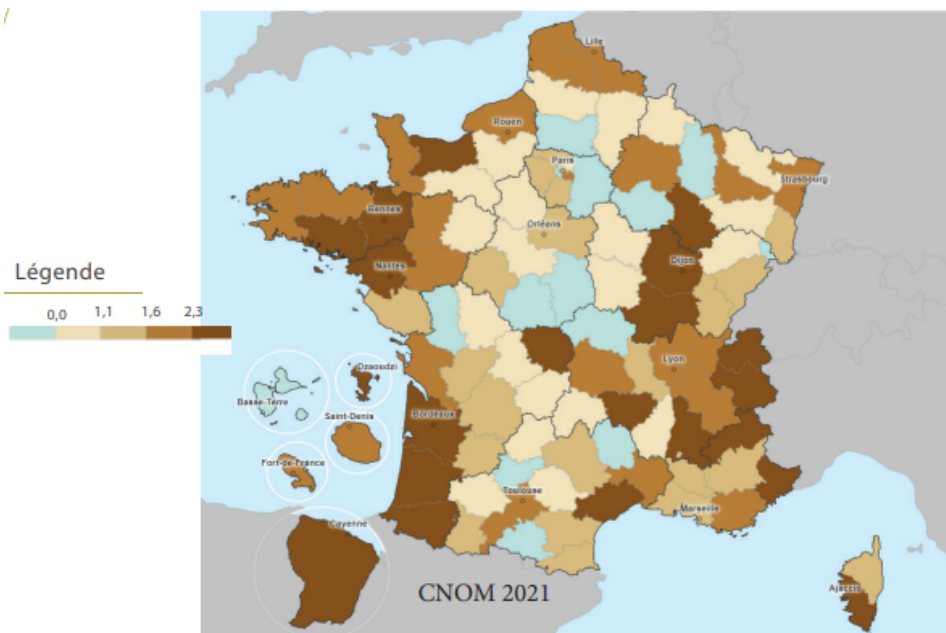 Lille
Rouen
Paris
Strasbourg
Rennes
Orléans
Nantes
Dijon
Légende
0,0 1,1 1,6 2,3
Lyon
Dzaoudzi
Basse-Terre
Bordeaux
Saint-Denis
Fort-de-France
Toulouse
Marseille
Cayenne
CNOM 2021
Ajaccio